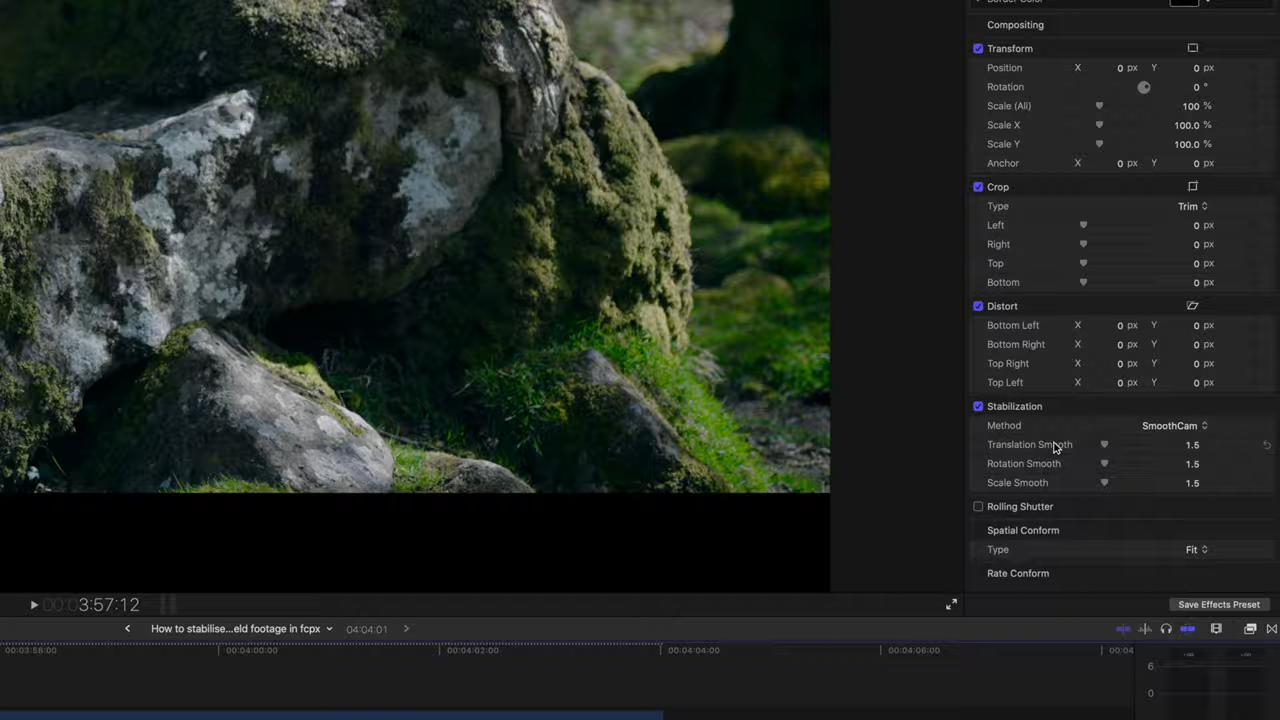 Border Color
Compositing
Transform
Position X 0 px Y 0 px
Rotation 0 °
Scale (All) 100 %
Scale X 100.0 %
Scale Y 100.0 %
Anchor X 0 px Y 0 px
Crop
Type Trim
Left 0 px
Right 0 px
Top 0 px
Bottom 0 px
Distort
Bottom Left X 0 px Y 0 px
Bottom Right X 0 px Y 0 px
Top Right X 0 px Y 0 px
Top Left X 0 px Y 0 px
Stabilization
Method SmoothCam
Translation Smooth 1.5
Rotation Smooth 1.5
Scale Smooth 1.5
Rolling Shutter
Spatial Conform
Type Fit
Rate Conform
00:03:57:12
Save Effects Preset
How to stabilise...eld footage in fcpx 04:04:01
00:03:58:00 00:04:00:00 00:04:02:00 00:04:04:00 00:04:06:00 00:04
6
0